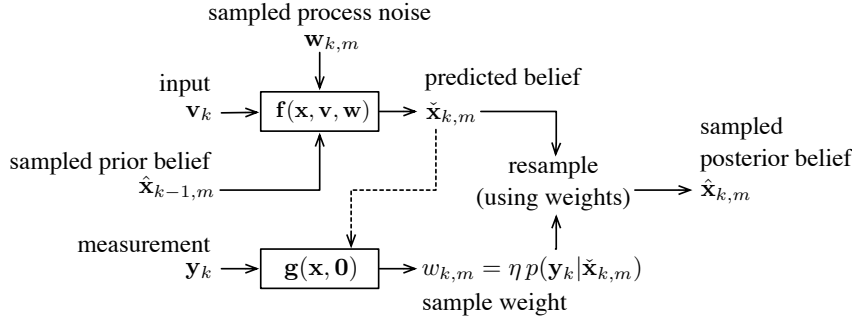 sampled process noise
w_{k,m}
input
v_k
f(x, v, w)
predicted belief
x̌_{k,m}
sampled prior belief
x̂_{k−1,m}
resample
(using weights)
sampled
posterior belief
x̂_{k,m}
measurement
y_k
g(x, 0)
w_{k,m} = η p(y_k|x̌_{k,m})
sample weight